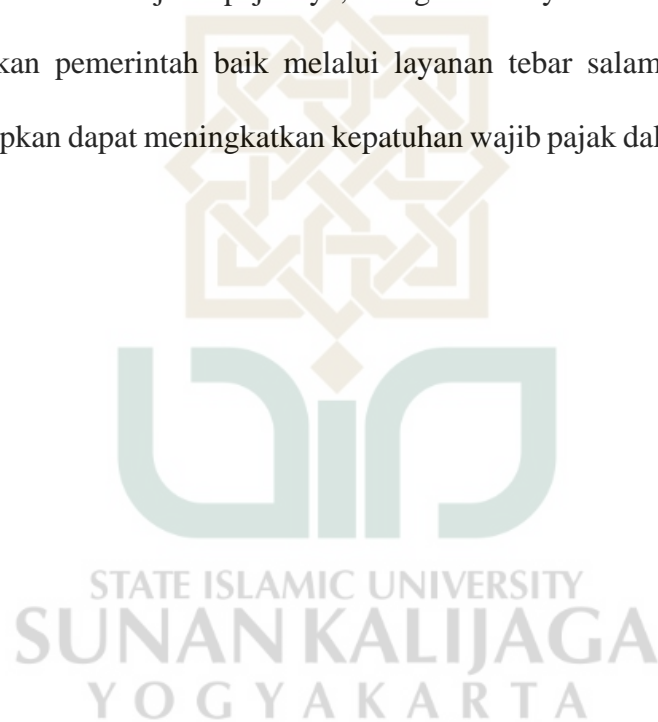 kan pemerintah baik melalui layanan tebar salam
pkan dapat meningkatkan kepatuhan wajib pajak dal
STATE ISLAMIC UNIVERSITY
SUNAN KALIJAGA
YOGYAKARTA